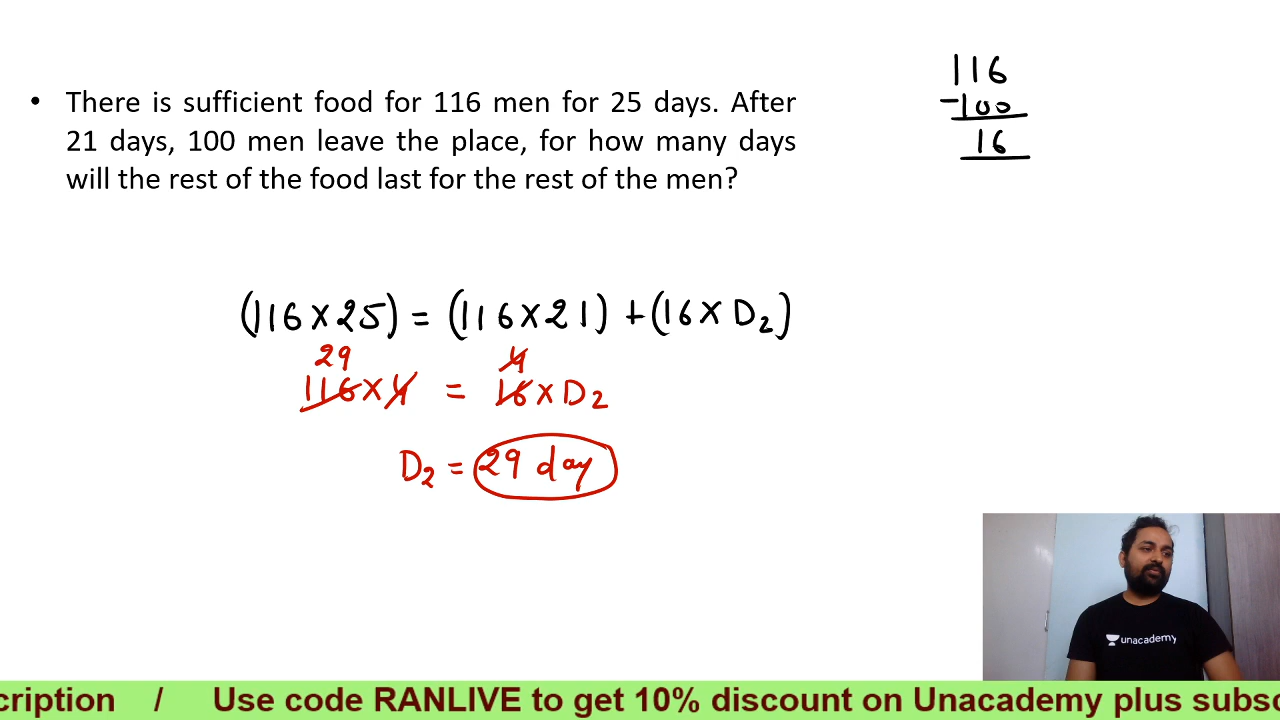 • There is sufficient food for 116 men for 25 days. After
21 days, 100 men leave the place, for how many days
will the rest of the food last for the rest of the men?
116
-100
16
(116×25) = (116×21) + (16×D₂)
29 4
116×4 = 16×D₂
D₂ = 29 day
unacademy
cription / Use code RANLIVE to get 10% discount on Unacademy plus subsc